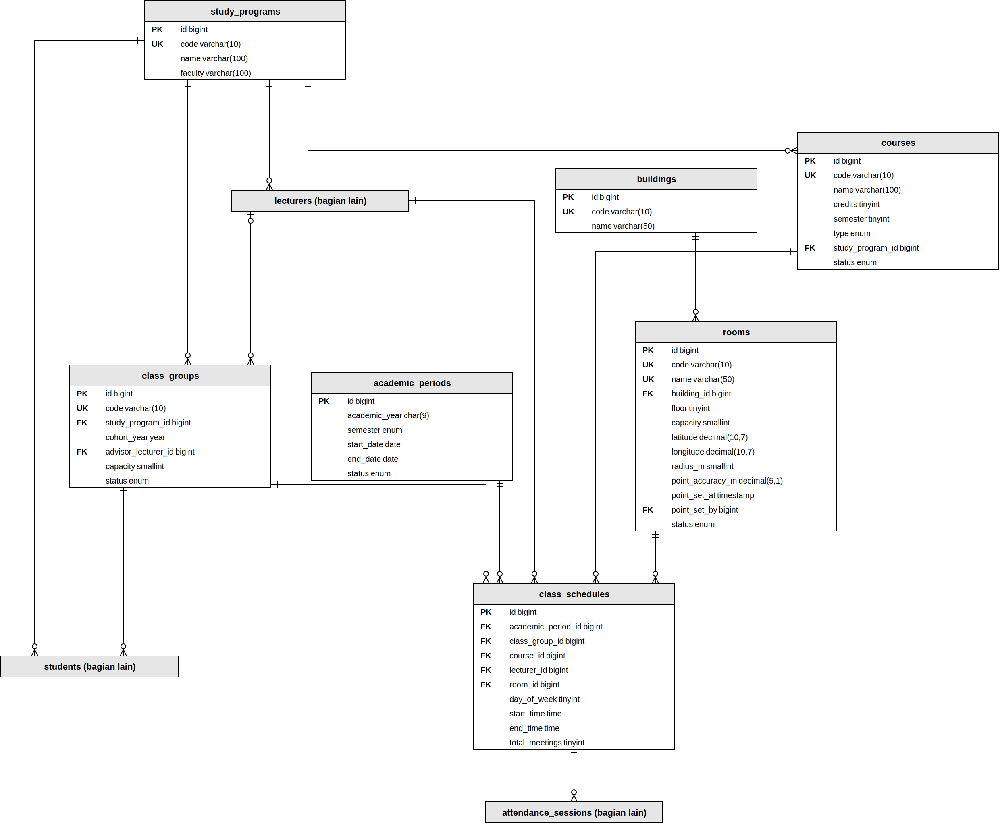 study_programs
PK id bigint
UK code varchar(10)
name varchar(100)
faculty varchar(100)
courses
PK id bigint
UK code varchar(10)
name varchar(100)
credits tinyint
semester tinyint
type enum
FK study_program_id bigint
status enum
buildings
PK id bigint
UK code varchar(10)
name varchar(50)
lecturers (bagian lain)
rooms
PK id bigint
UK code varchar(10)
UK name varchar(50)
FK building_id bigint
floor tinyint
capacity smallint
latitude decimal(10,7)
longitude decimal(10,7)
radius_m smallint
point_accuracy_m decimal(5,1)
point_set_at timestamp
FK point_set_by bigint
status enum
class_groups
PK id bigint
UK code varchar(10)
FK study_program_id bigint
cohort_year year
FK advisor_lecturer_id bigint
capacity smallint
status enum
academic_periods
PK id bigint
academic_year char(9)
semester enum
start_date date
end_date date
status enum
class_schedules
PK id bigint
FK academic_period_id bigint
FK class_group_id bigint
FK course_id bigint
FK lecturer_id bigint
FK room_id bigint
day_of_week tinyint
start_time time
end_time time
total_meetings tinyint
students (bagian lain)
attendance_sessions (bagian lain)